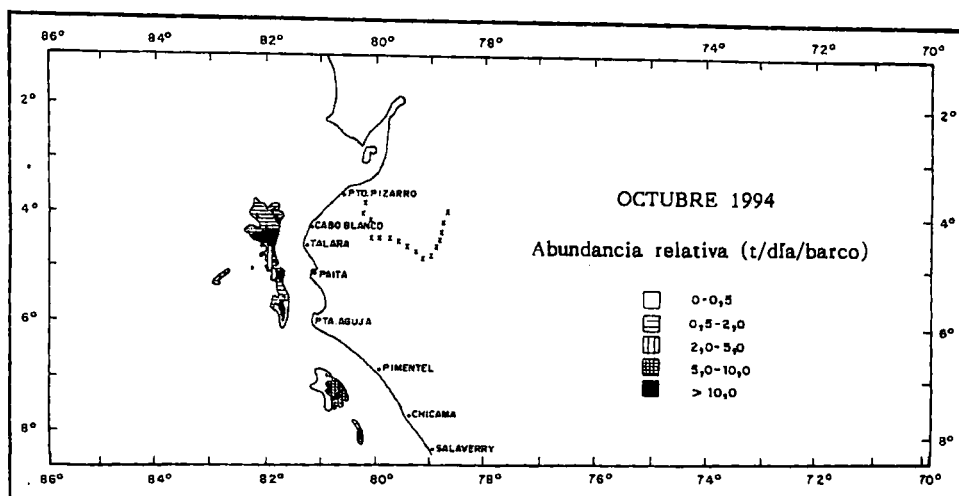 86° 84° 82° 80° 78° 74° 72° 70°
2° 2°
PTO. PIZARRO
OCTUBRE 1994
4° 4°
CABO BLANCO
TALARA
Abundancia relativa (t/día/barco)
PAITA
0-0,5
6° PTA. AGUJA 6°
0,5-2,0
2,0-5,0
PIMENTEL
5,0-10,0
> 10,0
CHICAMA
8° SALAVERRY 8°
86° 84° 82° 80° 78° 76° 74° 72° 70°